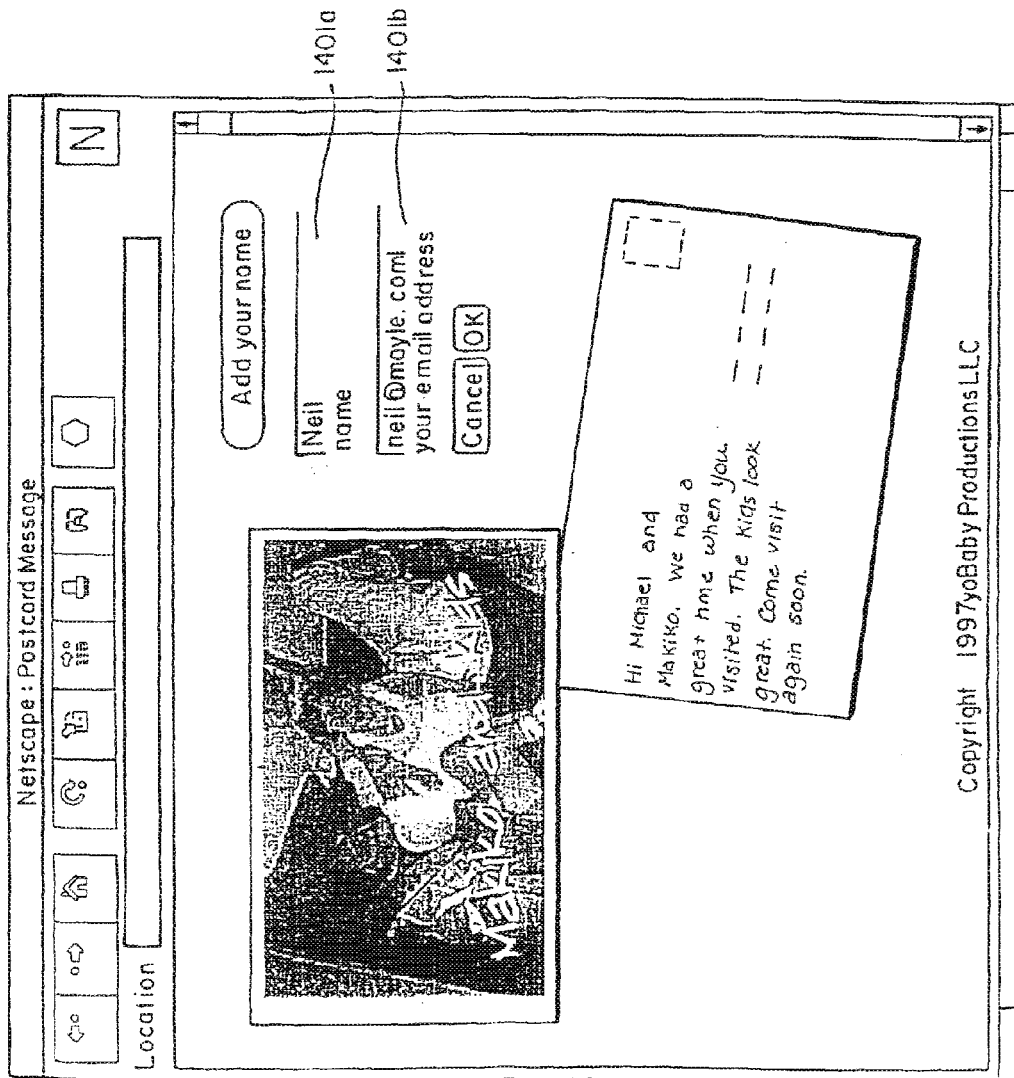 Netscape : Postcard Message
N
Location
Add your name
Neil
name
1401a
neil@mayle.com
your email address
1401b
Cancel OK
Hi Michael and
Makiko. We had a
great time when you
visited. The kids look
great. Come visit
again soon.
Copyright 1997 yoBaby Productions LLC